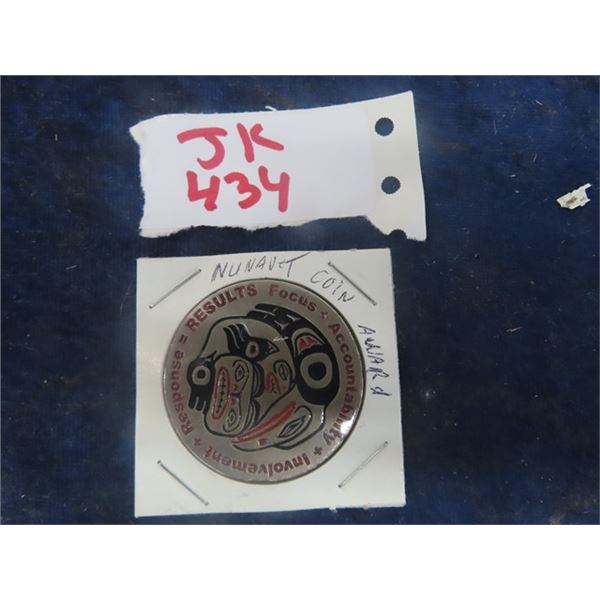 JK
434
NUNAVUT COIN AWARd
RESULTS Focus + Accountability + Involvement + Response =